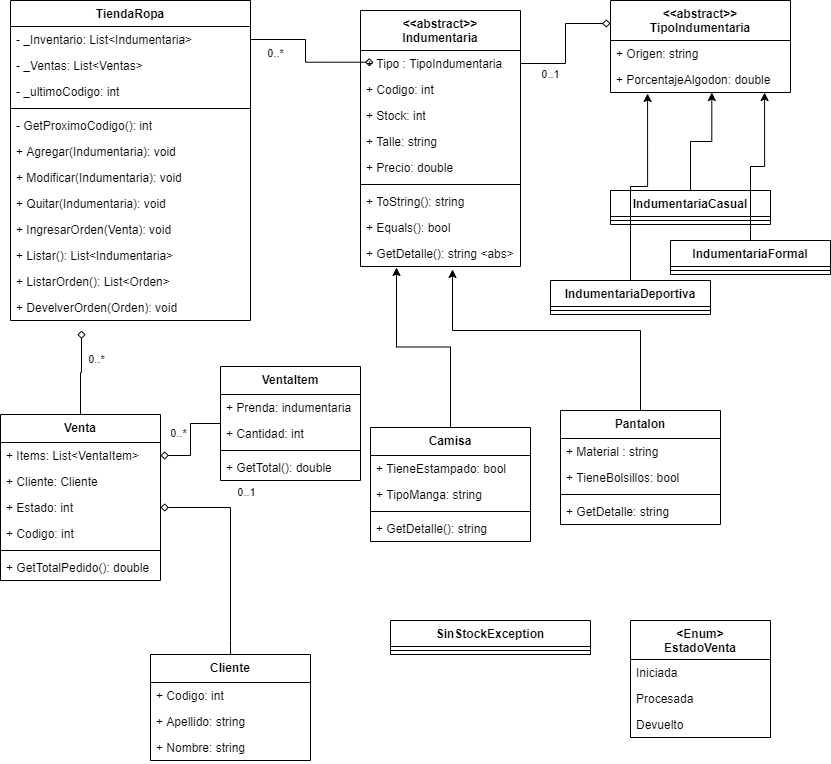 TiendaRopa
- _Inventario: List<Indumentaria>
- _Ventas: List<Ventas>
- _ultimoCodigo: int
- GetProximoCodigo(): int
+ Agregar(Indumentaria): void
+ Modificar(Indumentaria): void
+ Quitar(Indumentaria): void
+ IngresarOrden(Venta): void
+ Listar(): List<Indumentaria>
+ ListarOrden(): List<Orden>
+ DevelverOrden(Orden): void
0..*
<<abstract>>
Indumentaria
+ Tipo : TipoIndumentaria
+ Codigo: int
+ Stock: int
+ Talle: string
+ Precio: double
+ ToString(): string
+ Equals(): bool
+ GetDetalle(): string <abs>
0..1
<<abstract>>
TipoIndumentaria
+ Origen: string
+ PorcentajeAlgodon: double
IndumentariaCasual
IndumentariaFormal
IndumentariaDeportiva
0..*
Venta
+ Items: List<VentaItem>
+ Cliente: Cliente
+ Estado: int
+ Codigo: int
+ GetTotalPedido(): double
0..*
VentaItem
+ Prenda: indumentaria
+ Cantidad: int
+ GetTotal(): double
0..1
Camisa
+ TieneEstampado: bool
+ TipoManga: string
+ GetDetalle(): string
Pantalon
+ Material : string
+ TieneBolsillos: bool
+ GetDetalle: string
Cliente
+ Codigo: int
+ Apellido: string
+ Nombre: string
SinStockException
<Enum>
EstadoVenta
Iniciada
Procesada
Devuelto